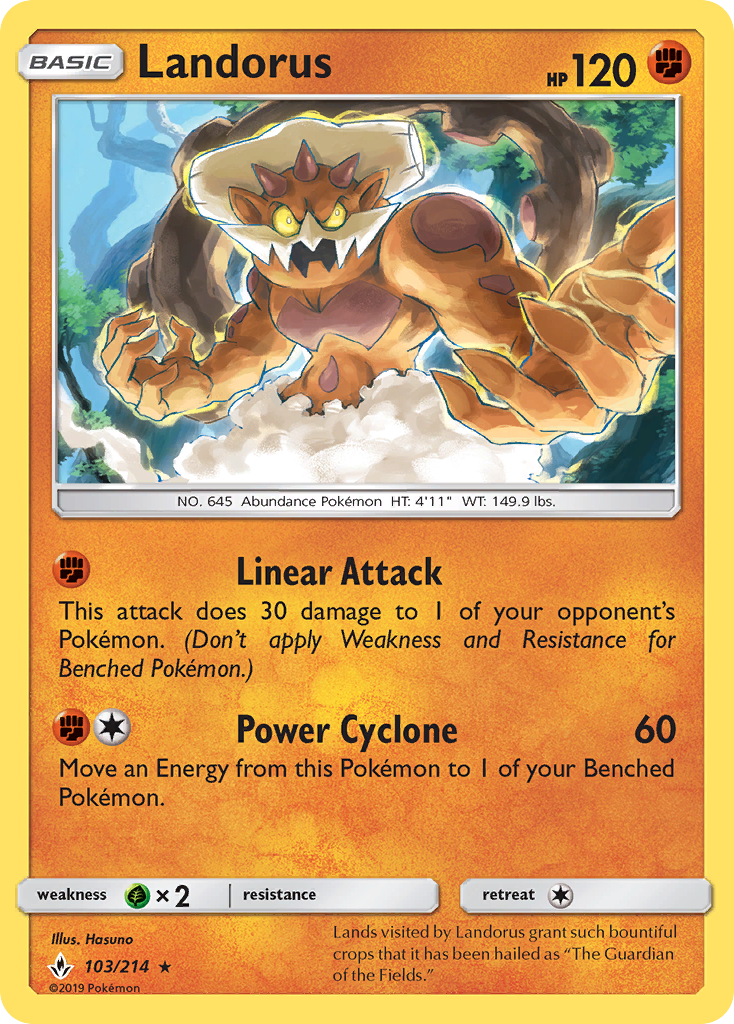 BASIC Landorus HP 120
NO. 645 Abundance Pokémon HT: 4'11" WT: 149.9 lbs.
Linear Attack
This attack does 30 damage to 1 of your opponent's
Pokémon. (Don't apply Weakness and Resistance for
Benched Pokémon.)
Power Cyclone 60
Move an Energy from this Pokémon to 1 of your Benched
Pokémon.
weakness ×2 resistance retreat
Illus. Hasuno
103/214 ★
©2019 Pokémon
Lands visited by Landorus grant such bountiful
crops that it has been hailed as “The Guardian
of the Fields.”